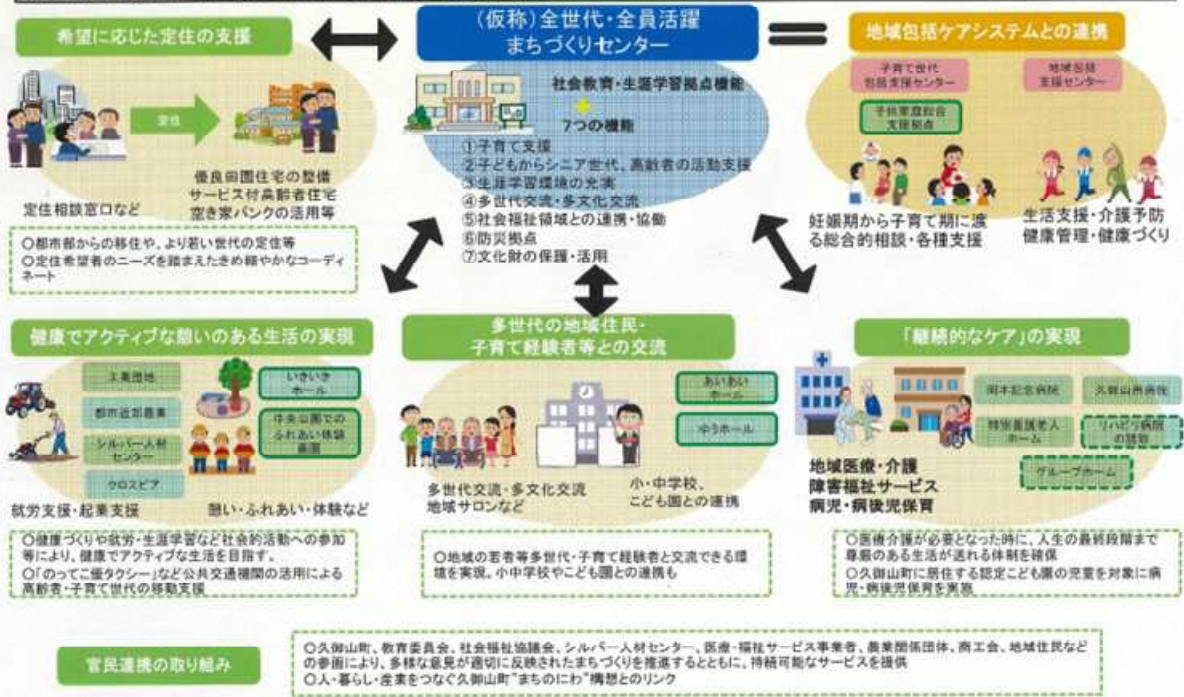 希望に応じた定住の支援
定住
定住相談窓口など
優良田園住宅の整備
サービス付高齢者住宅
空き家バンクの活用等
○都市部からの移住や、より若い世代の定住等
○定住希望者のニーズを踏まえたきめ細やかなコーディ
ネート
(仮称)全世代・全員活躍
まちづくりセンター
社会教育・生涯学習拠点機能
7つの機能
①子育て支援
②子どもからシニア世代、高齢者の活動支援
③生涯学習環境の充実
④多世代交流・多文化交流
⑤社会福祉領域との連携・協働
⑥防災拠点
⑦文化財の保護・活用
地域包括ケアシステムとの連携
子育て世代
包括支援センター
地域包括
支援センター
子供家庭総合
支援拠点
妊娠期から子育て期に渡
る総合的相談・各種支援
生活支援・介護予防
健康管理・健康づくり
健康でアクティブな憩いのある生活の実現
工業団地
都市近郊農業
シルバー人材
センター
クロスピア
いきいき
ホール
中央公園での
ふれあい体験
農園
就労支援・起業支援
憩い・ふれあい・体験など
○健康づくりや就労・生涯学習など社会的活動への参加
等により、健康でアクティブな生活を目指す。
○「のってこ優タクシー」など公共交通機関の活用による
高齢者・子育て世代の移動支援
多世代の地域住民・
子育て経験者等との交流
あいあい
ホール
ゆうホール
多世代交流・多文化交流
地域サロンなど
小・中学校、
こども園との連携
○地域の若者等多世代・子育て経験者と交流できる環
境を実現。小中学校やこども園との連携も
「継続的なケア」の実現
岡本記念病院
久御山南病院
特別養護老人
ホーム
リハビリ病院
の誘致
グループホーム
地域医療・介護
障害福祉サービス
病児・病後児保育
○医療介護が必要となった時に、人生の最終段階まで
尊厳のある生活が送れる体制を確保
○久御山町に居住する認定こども園の児童を対象に病
児・病後児保育を実施
官民連携の取り組み
○久御山町、教育委員会、社会福祉協議会、シルバー人材センター、医療・福祉サービス事業者、農業関係団体、商工会、地域住民など
の参画により、多様な意見が適切に反映されたまちづくりを推進するとともに、持続可能なサービスを提供
○人・暮らし・産業をつなぐ久御山町"まちのにわ"構想とのリンク